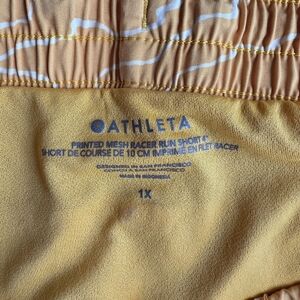 ATHLETA
PRINTED MESH RACER RUN SHORT 4"
SHORT DE COURSE DE 10 CM IMPRIMÉ EN FILET RACER
DESIGNED IN SAN FRANCISCO
CONÇU À SAN FRANCISCO
MADE IN INDONESIA
1X